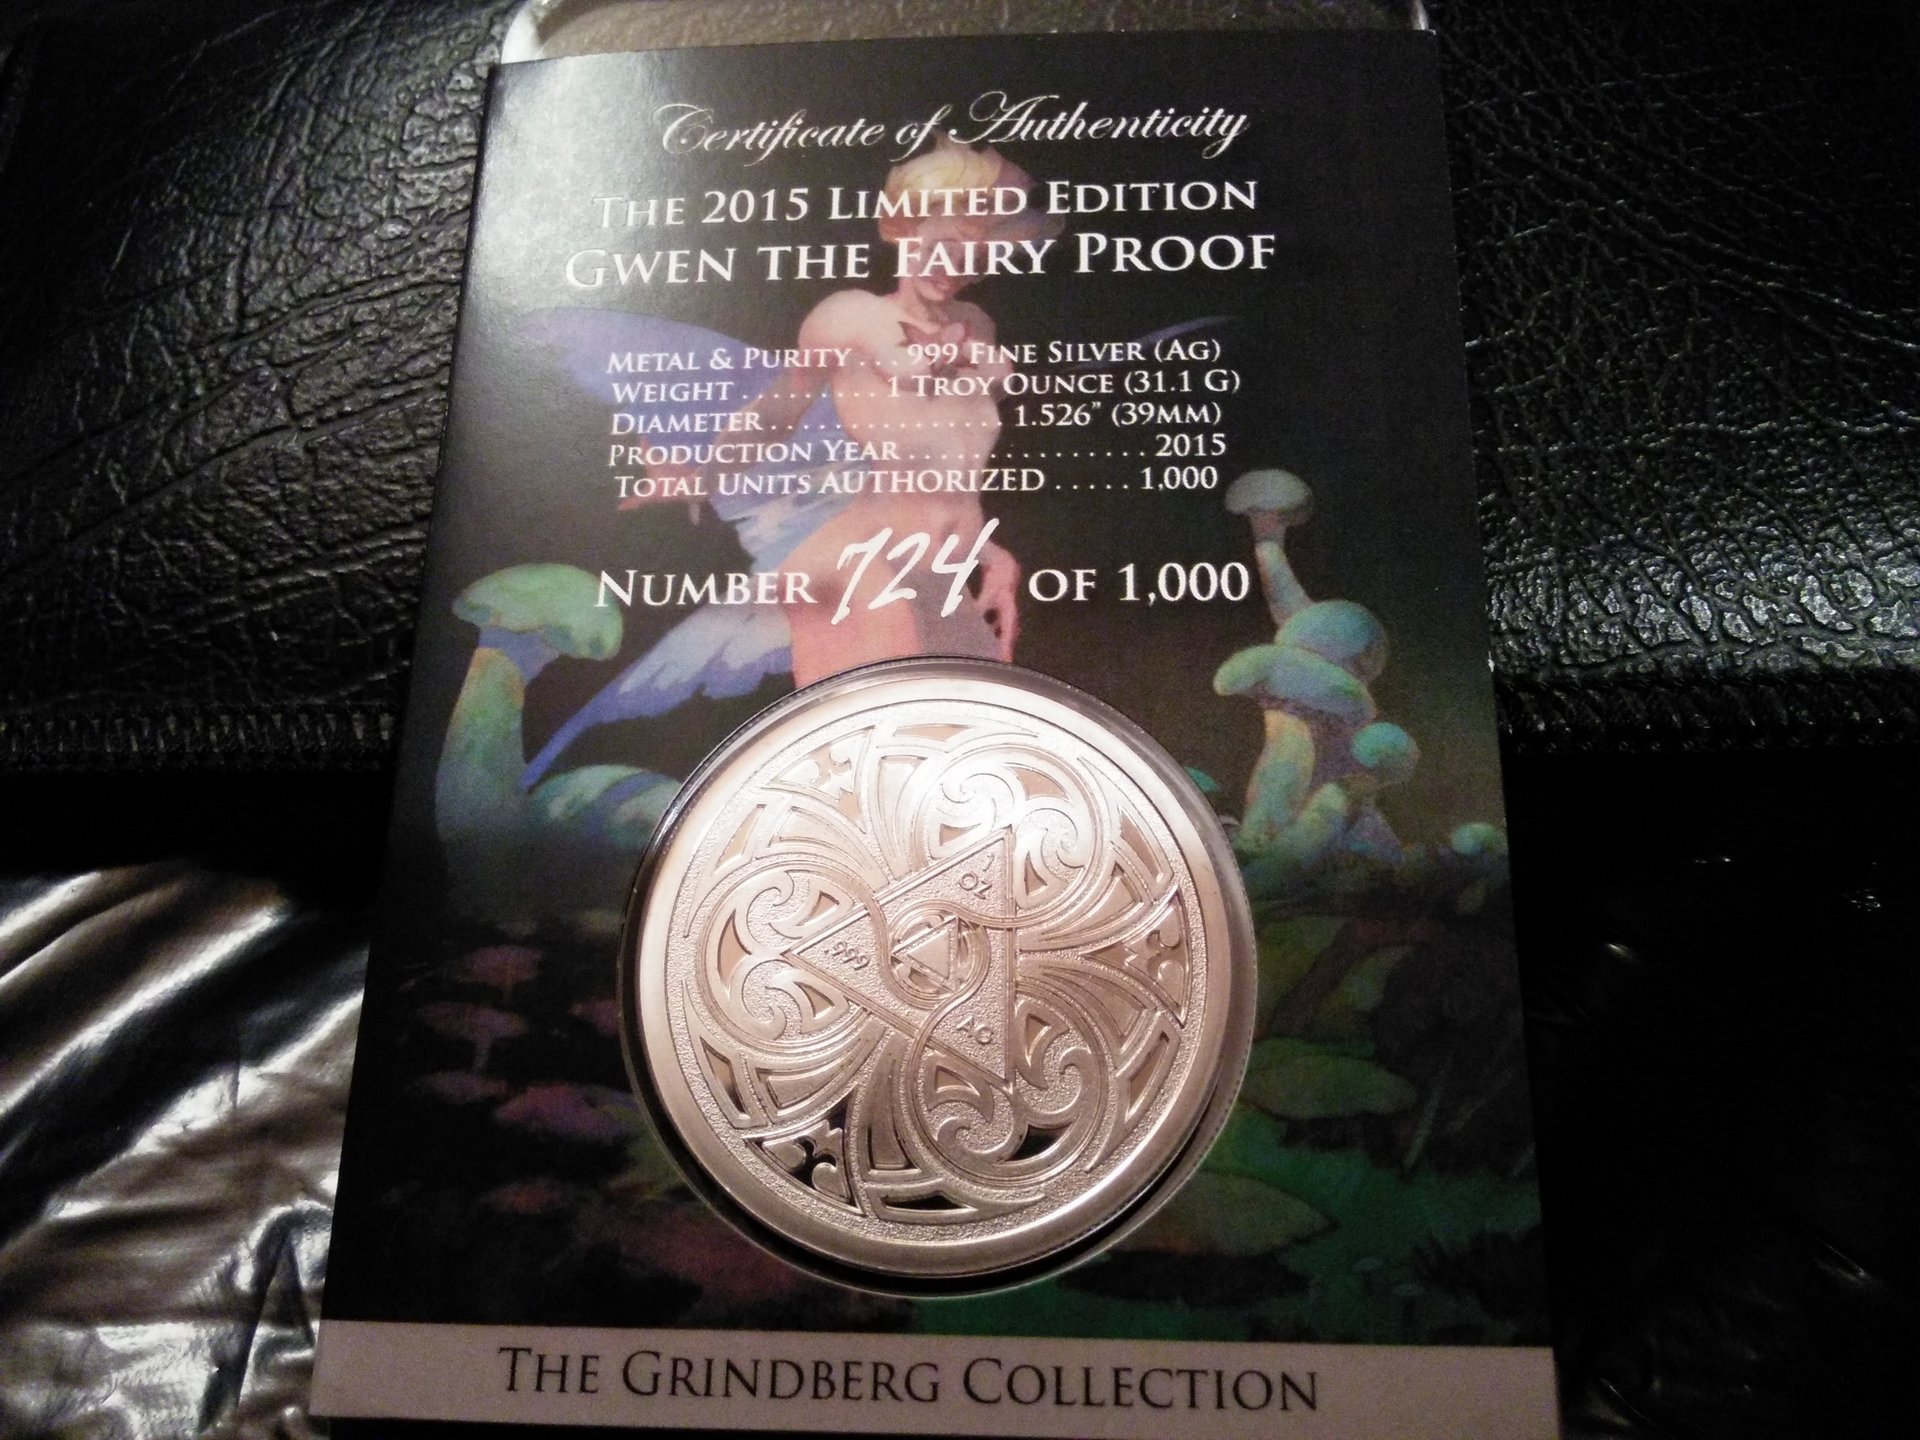 Certificate of Authenticity
THE 2015 LIMITED EDITION
GWEN THE FAIRY PROOF
METAL & PURITY... 999 FINE SILVER (AG)
WEIGHT.........1 TROY OUNCE (31.1 G)
DIAMETER...............1.526" (39MM)
PRODUCTION YEAR...............2015
TOTAL UNITS AUTHORIZED.....1,000
NUMBER 724 OF 1,000
1 OZ
.999
AG
THE GRINDBERG COLLECTION